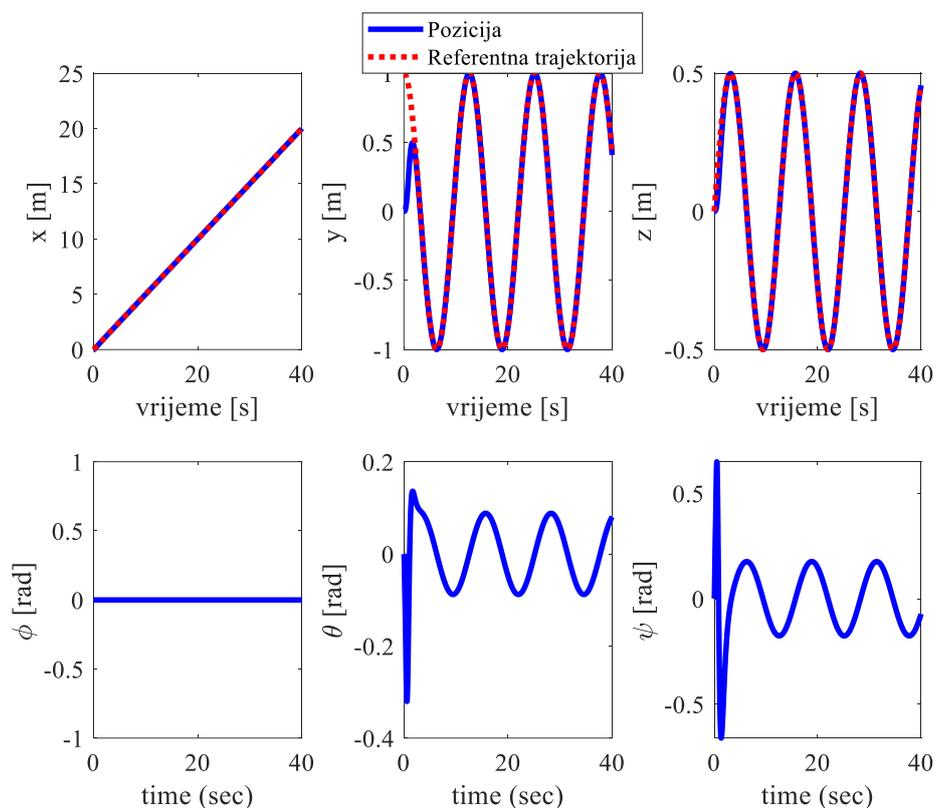 Pozicija
Referentna trajektorija
25
20
15
10
5
0
x [m]
0 20 40
vrijeme [s]
1
0.5
0
-0.5
-1
y [m]
0 20 40
vrijeme [s]
0.5
0
-0.5
z [m]
0 20 40
vrijeme [s]
1
0.5
0
-0.5
-1
ϕ [rad]
0 20 40
time (sec)
0.2
0
-0.2
-0.4
θ [rad]
0 20 40
time (sec)
0.5
0
-0.5
ψ [rad]
0 20 40
time (sec)